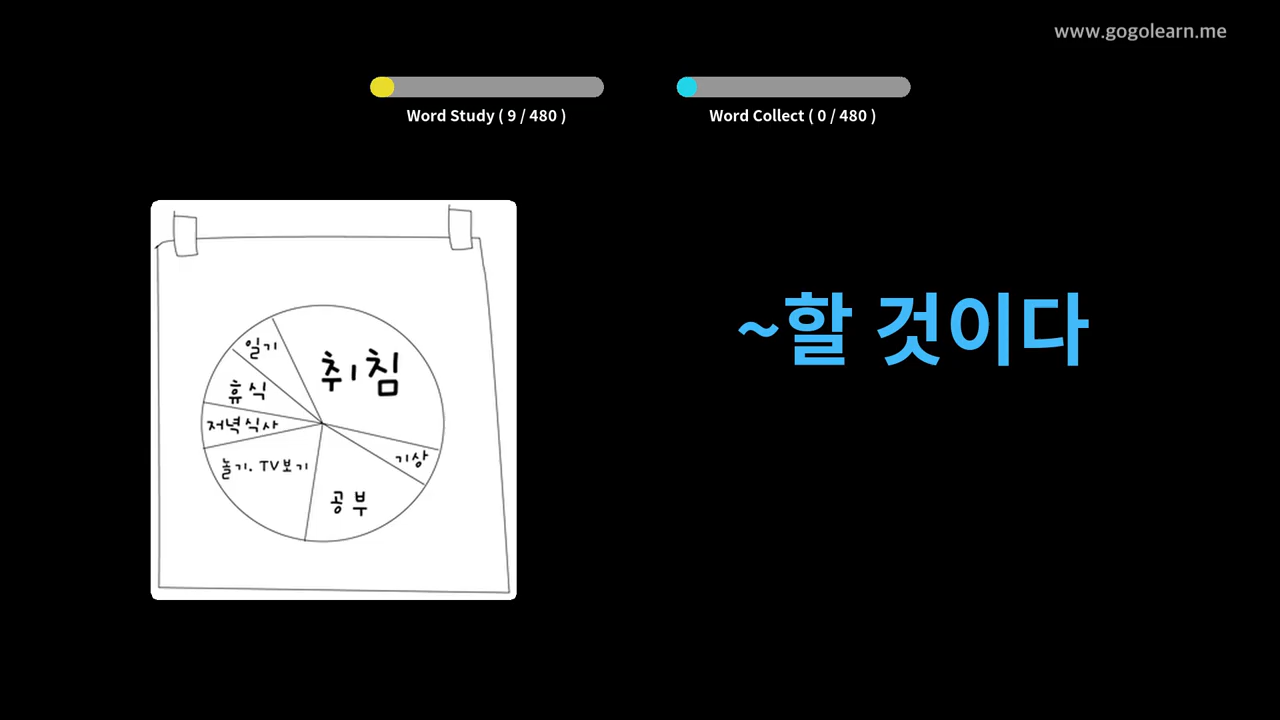 www.gogolearn.me
Word Study ( 9 / 480 )
Word Collect ( 0 / 480 )
일기
취침
휴식
저녁식사
놀기. TV보기
기상
공부
~할 것이다